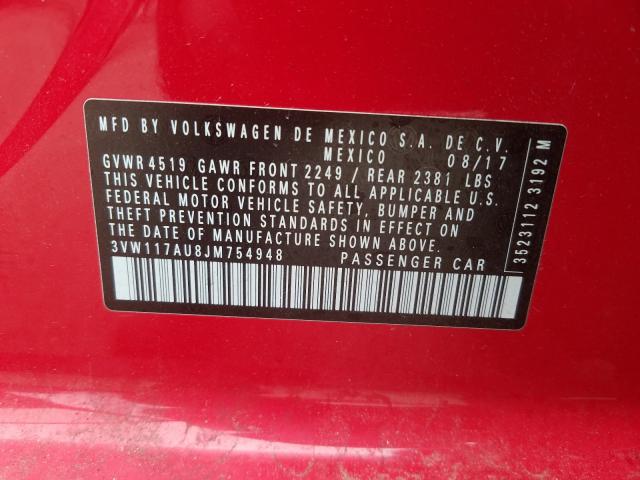 MFD BY VOLKSWAGEN DE MEXICO S.A. DE C.V.
MEXICO 08/17
GVWR 4519 GAWR FRONT 2249 / REAR 2381 LBS
THIS VEHICLE CONFORMS TO ALL APPLICABLE U.S.
FEDERAL MOTOR VEHICLE SAFETY, BUMPER AND
THEFT PREVENTION STANDARDS IN EFFECT ON
THE DATE OF MANUFACTURE SHOWN ABOVE.
3VW117AU8JM754948 PASSENGER CAR
3523112 3192 M